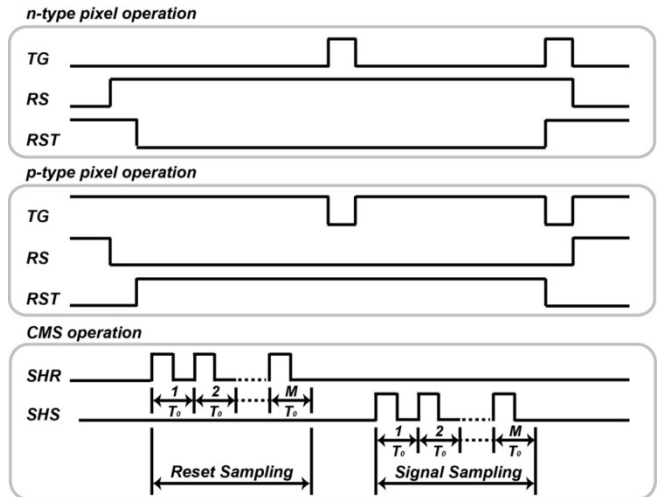 n-type pixel operation
TG
RS
RST
p-type pixel operation
TG
RS
RST
CMS operation
SHR
1 2 M
T₀ T₀ T₀
SHS
1 2 M
T₀ T₀ T₀
Reset Sampling Signal Sampling